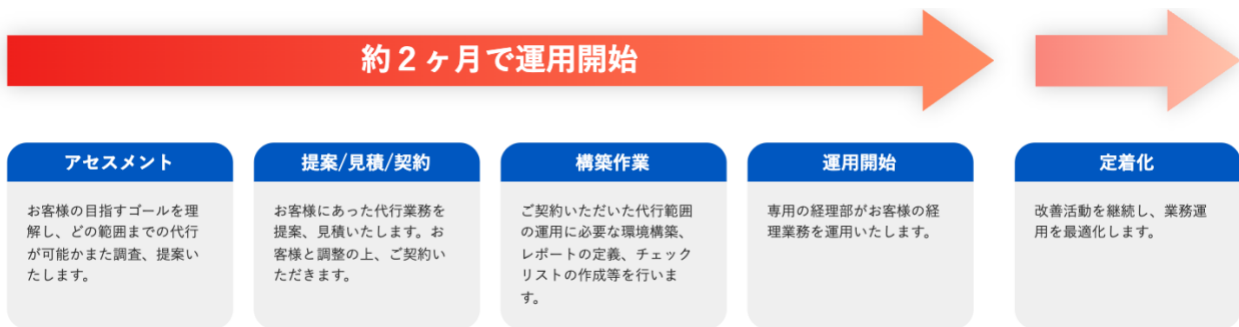 約２ヶ月で運用開始
アセスメント
お客様の目指すゴールを理
解し、どの範囲までの代行
が可能かまた調査、提案い
たします。
提案/見積/契約
お客様にあった代行業務を
提案、見積いたします。お
客様と調整の上、ご契約い
ただきます。
構築作業
ご契約いただいた代行範囲
の運用に必要な環境構築、
レポートの定義、チェック
リストの作成等を行いま
す。
運用開始
専用の経理部がお客様の経
理業務を運用いたします。
定着化
改善活動を継続し、業務運
用を最適化します。